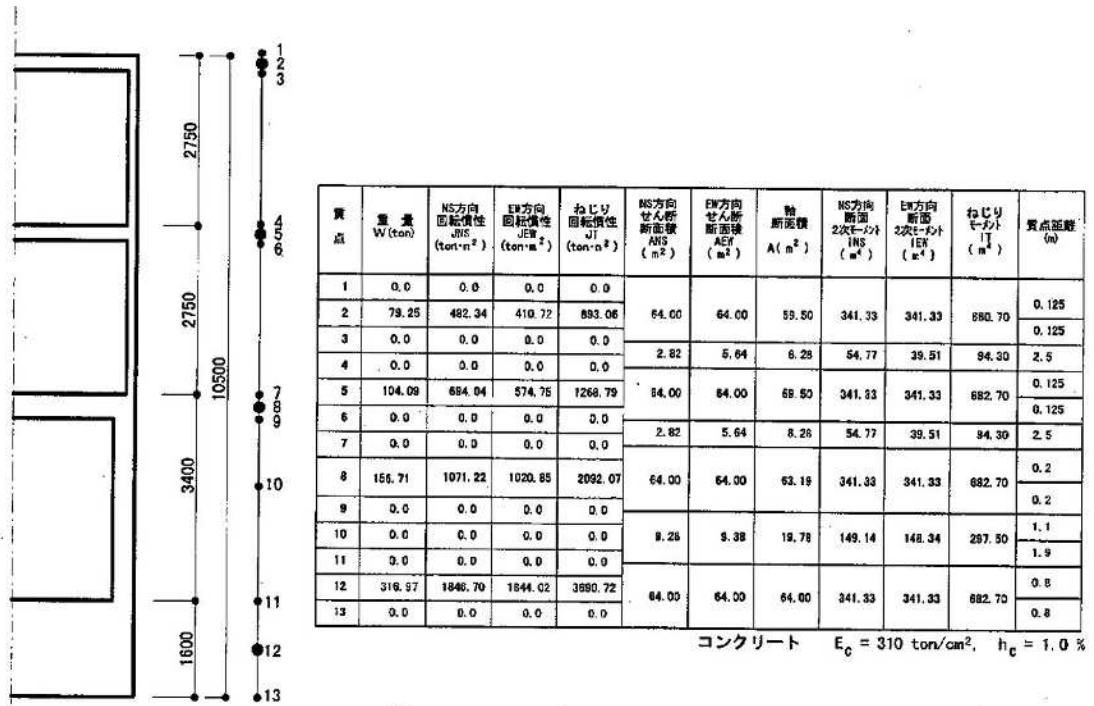 1
2
3
2750
4
5
6
2750
10500
7
8
9
3400
10
11
1600
12
13
質点 重量 W(ton) NS方向回転慣性 JNS (ton·m²) EW方向回転慣性 JEW (ton·m²) ねじり回転慣性 JT (ton·m²) NS方向せん断断面積 ANS (m²) EW方向せん断断面積 AEW (m²) 軸断面積 A(m²) NS方向断面2次モーメント INS (m⁴) EW方向断面2次モーメント IEW (m⁴) ねじりモーメント (m⁴) 質点距離 (m)
1 0.0 0.0 0.0 0.0
0.125
2 79.25 482.34 410.72 893.06 64.00 64.00 59.50 341.33 341.33 680.70
0.125
3 0.0 0.0 0.0 0.0
2.82 5.64 8.28 54.77 39.51 94.30 2.5
4 0.0 0.0 0.0 0.0
0.125
5 104.09 694.04 574.75 1268.79 64.00 64.00 59.50 341.33 341.33 682.70
0.125
6 0.0 0.0 0.0 0.0
2.82 5.64 8.28 54.77 39.51 94.30 2.5
7 0.0 0.0 0.0 0.0
0.2
8 156.71 1071.22 1020.85 2092.07 64.00 64.00 63.19 341.33 341.33 682.70
0.2
9 0.0 0.0 0.0 0.0
1.1
10 0.0 0.0 0.0 0.0 9.38 19.78 149.14 148.34 297.50
1.9
11 0.0 0.0 0.0 0.0
0.8
12 316.97 1846.70 1844.02 3690.72 64.00 64.00 64.00 341.33 341.33 682.70
0.8
13 0.0 0.0 0.0 0.0
コンクリート E_c = 310 ton/cm², h_c = 1.0 %